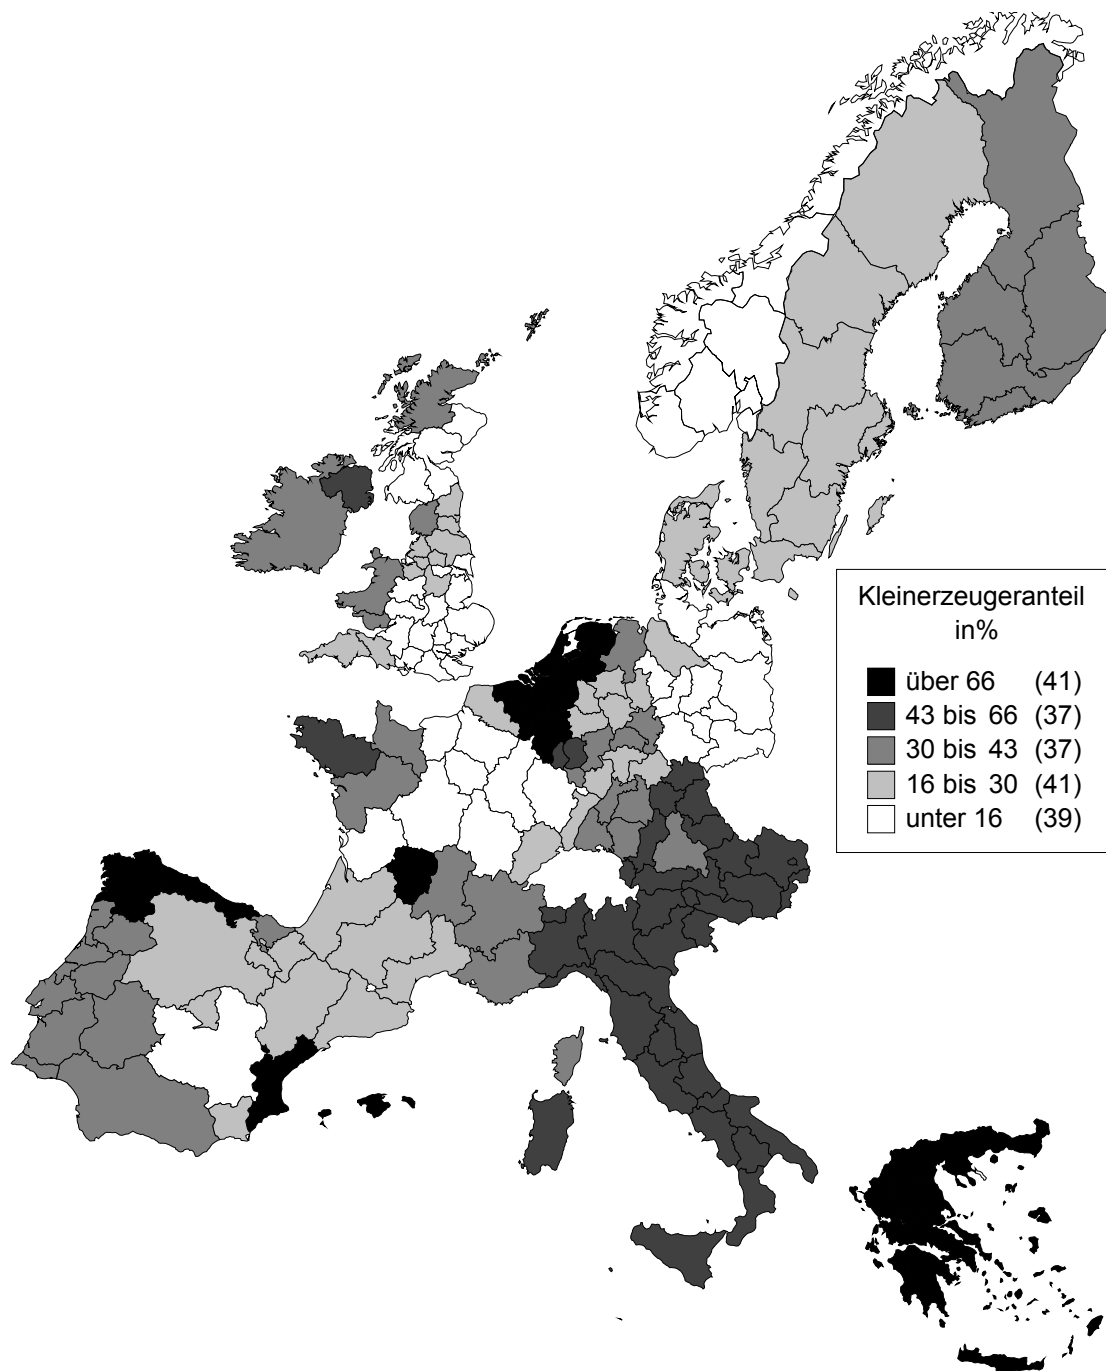 Kleinerzeugeranteil
in%
über 66 (41)
43 bis 66 (37)
30 bis 43 (37)
16 bis 30 (41)
unter 16 (39)